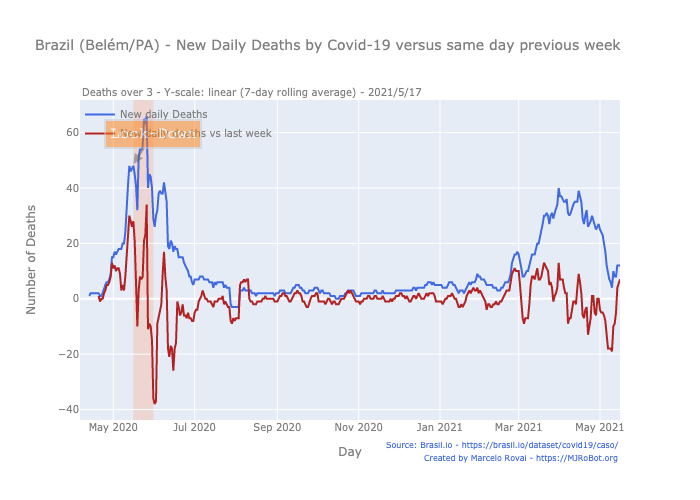 Brazil (Belém/PA) - New Daily Deaths by Covid-19 versus same day previous week
Deaths over 3 - Y-scale: linear (7-day rolling average) - 2021/5/17
New daily Deaths
New daily Deaths vs last week
Lock-Down
Number of Deaths
60
40
20
0
−20
−40
May 2020
Jul 2020
Sep 2020
Nov 2020
Jan 2021
Mar 2021
May 2021
Day
Source: Brasil.io - https://brasil.io/dataset/covid19/caso/
Created by Marcelo Rovai - https://MJRoBot.org